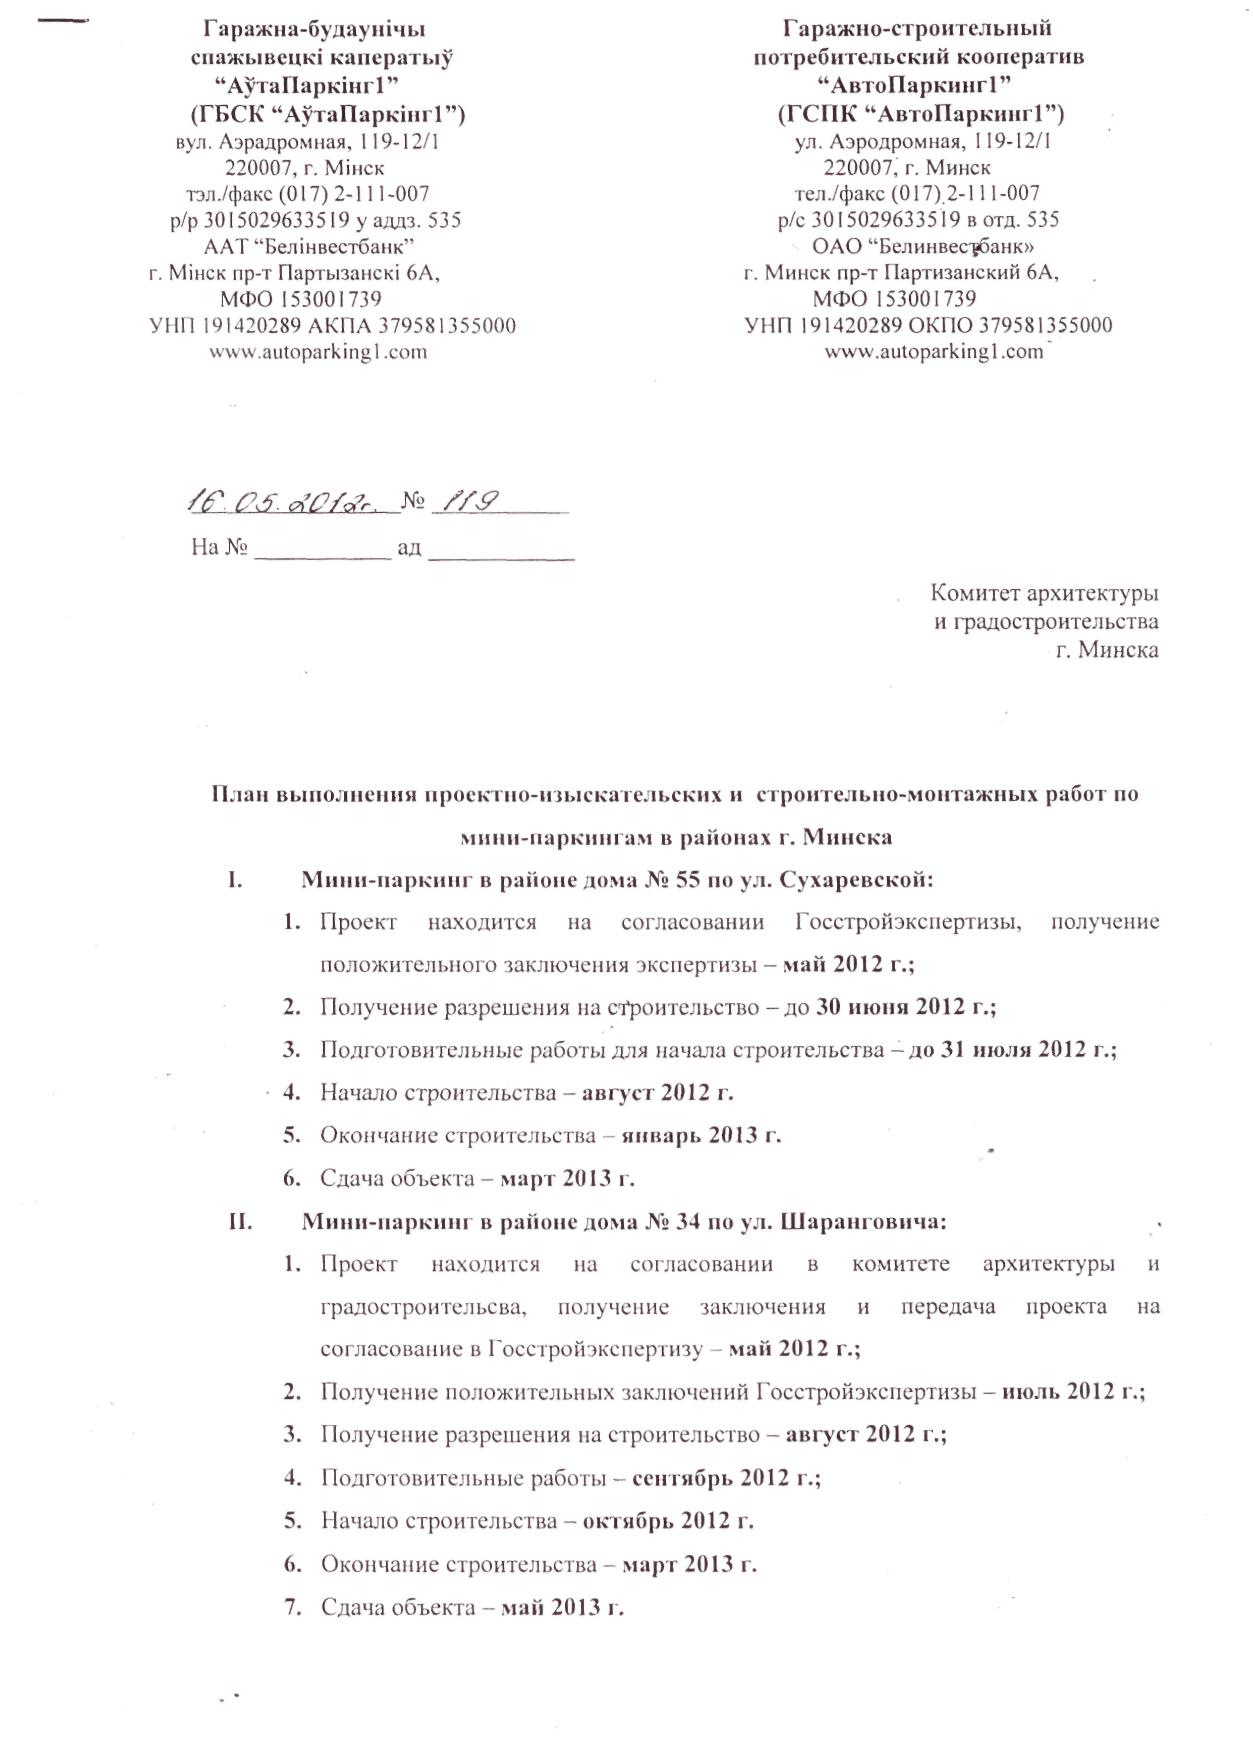 Гаражна-будаўнічы
спажывецкі каператыў
“АўтаПаркінг1”
(ГБСК “АўтаПаркінг1”)
вул. Аэрадромная, 119-12/1
220007, г. Мінск
тэл./факс (017) 2-111-007
р/р 3015029633519 у аддз. 535
ААТ “Белінвестбанк”
г. Мінск пр-т Партызанскі 6А,
МФО 153001739
УНП 191420289 АКПА 379581355000
www.autoparking1.com
Гаражно-строительный
потребительский кооператив
“АвтоПаркинг1”
(ГСПК “АвтоПаркинг1”)
ул. Аэродромная, 119-12/1
220007, г. Минск
тел./факс (017) 2-111-007
р/с 3015029633519 в отд. 535
ОАО “Белинвестбанк»
г. Минск пр-т Партизанский 6А,
МФО 153001739
УНП 191420289 ОКПО 379581355000
www.autoparking1.com
16.05.2012г. № 119
На № ____________ ад ____________
Комитет архитектуры
и градостроительства
г. Минска
План выполнения проектно-изыскательских и строительно-монтажных работ по
мини-паркингам в районах г. Минска
I. Мини-паркинг в районе дома № 55 по ул. Сухаревской:
1. Проект находится на согласовании Госстройэкспертизы, получение
положительного заключения экспертизы – май 2012 г.;
2. Получение разрешения на строительство – до 30 июня 2012 г.;
3. Подготовительные работы для начала строительства – до 31 июля 2012 г.;
4. Начало строительства – август 2012 г.
5. Окончание строительства – январь 2013 г.
6. Сдача объекта – март 2013 г.
II. Мини-паркинг в районе дома № 34 по ул. Шаранговича:
1. Проект находится на согласовании в комитете архитектуры и
градостроительсва, получение заключения и передача проекта на
согласование в Госстройэкспертизу – май 2012 г.;
2. Получение положительных заключений Госстройэкспертизы – июль 2012 г.;
3. Получение разрешения на строительство – август 2012 г.;
4. Подготовительные работы – сентябрь 2012 г.;
5. Начало строительства – октябрь 2012 г.
6. Окончание строительства – март 2013 г.
7. Сдача объекта – май 2013 г.